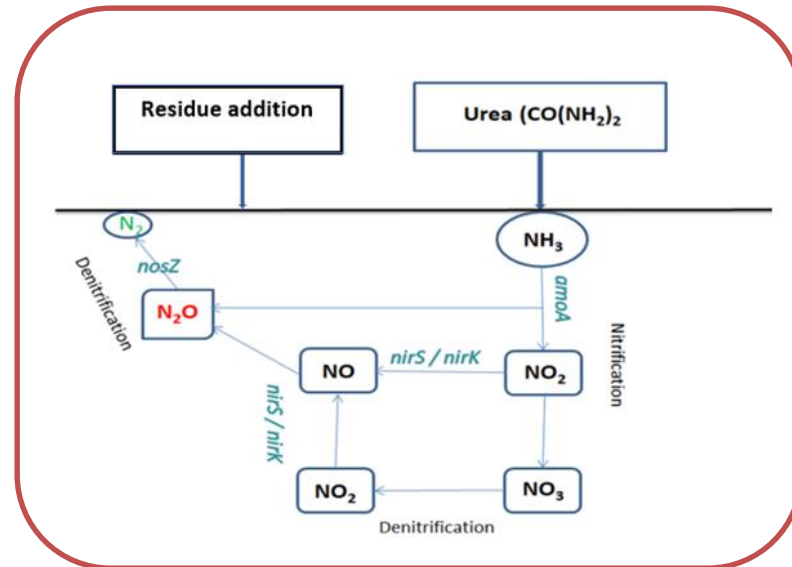 Residue addition
Urea (CO(NH₂)₂
N₂
NH₃
nosZ
amoA
Denitrification
N₂O
Nitrification
NO
nirS / nirK
NO₂
nirS / nirK
NO₂
NO₃
Denitrification